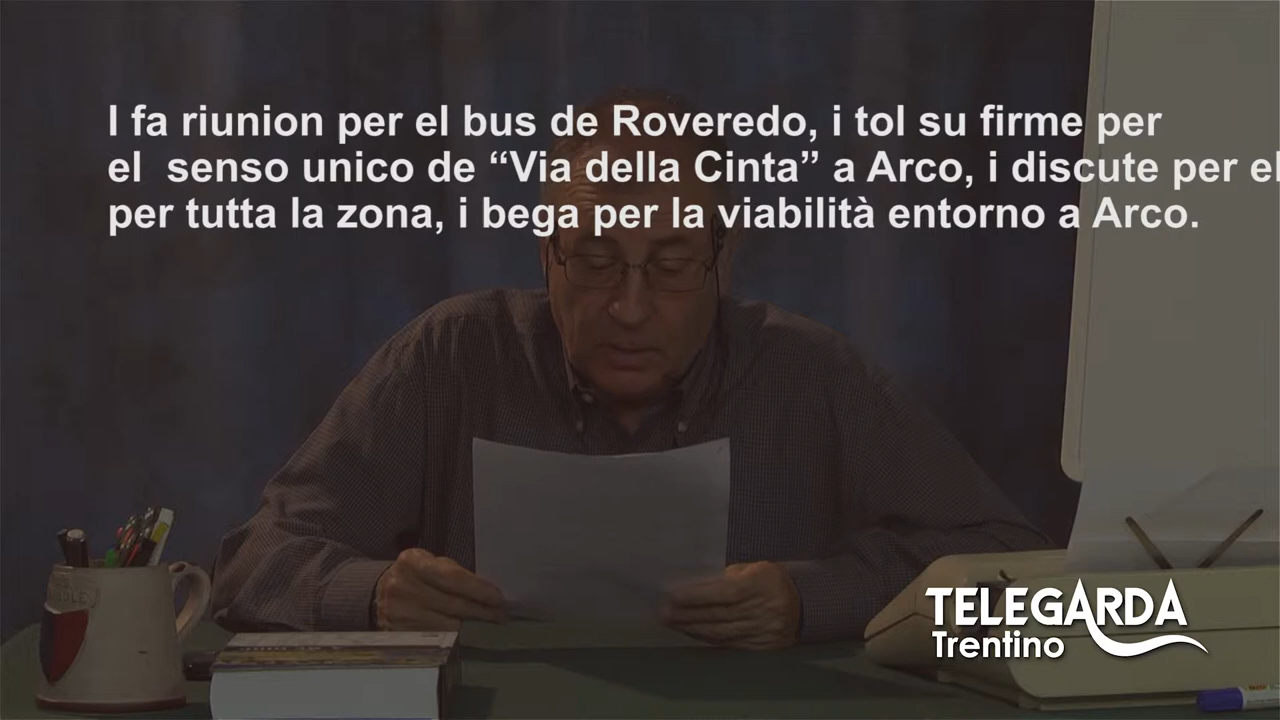 I fa riunion per el bus de Roveredo, i tol su firme per
el  senso unico de “Via della Cinta” a Arco, i discute per el
per tutta la zona, i bega per la viabilità entorno a Arco.
TELEGARDA
Trentino